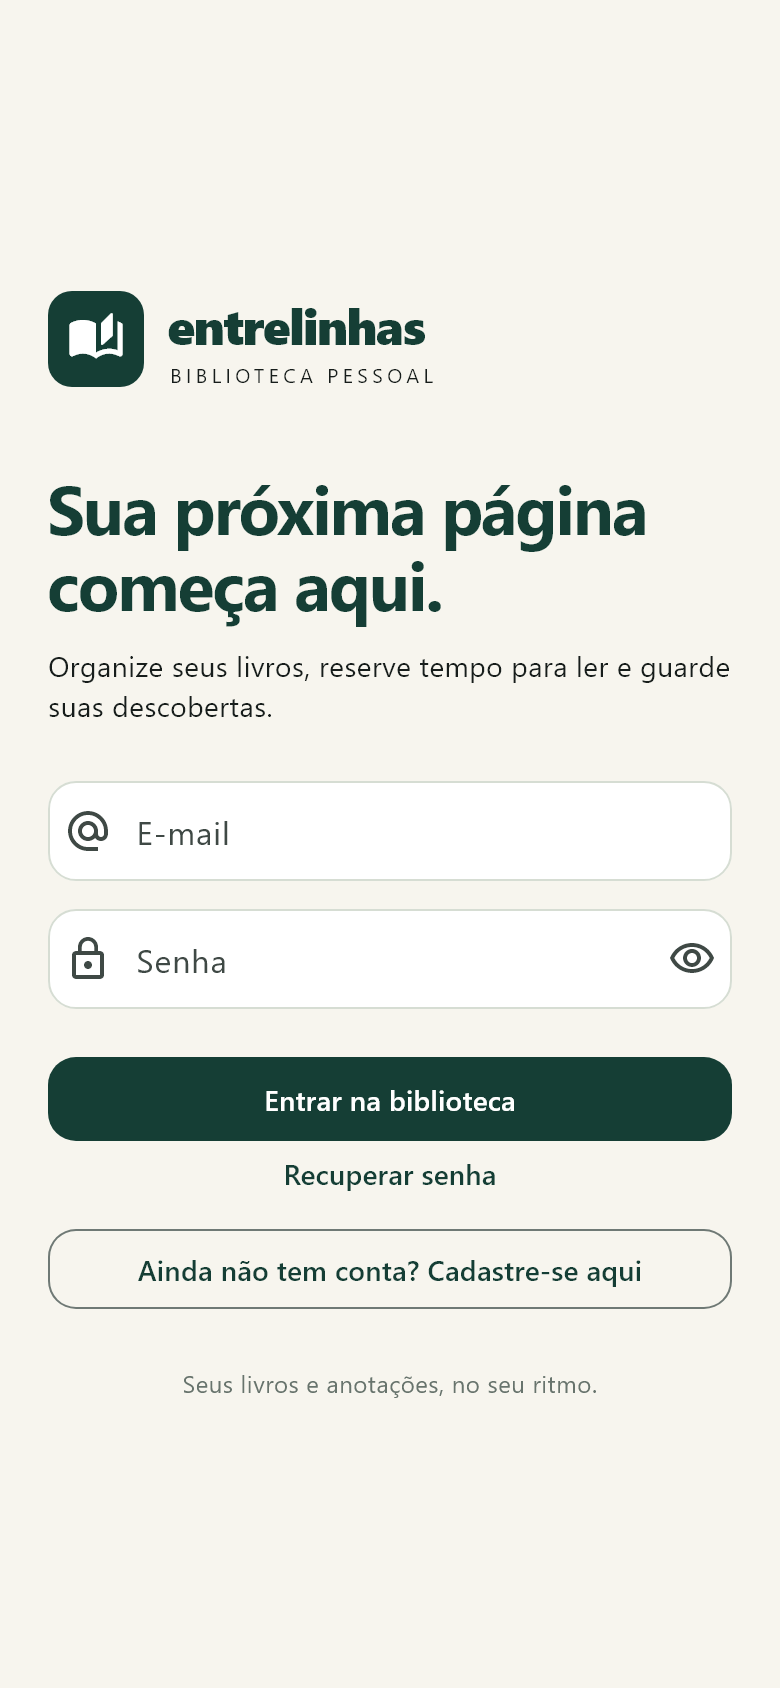 entrelinhas
BIBLIOTECA PESSOAL
Sua próxima página
começa aqui.
Organize seus livros, reserve tempo para ler e guarde
suas descobertas.
E-mail
Senha
Entrar na biblioteca
Recuperar senha
Ainda não tem conta? Cadastre-se aqui
Seus livros e anotações, no seu ritmo.